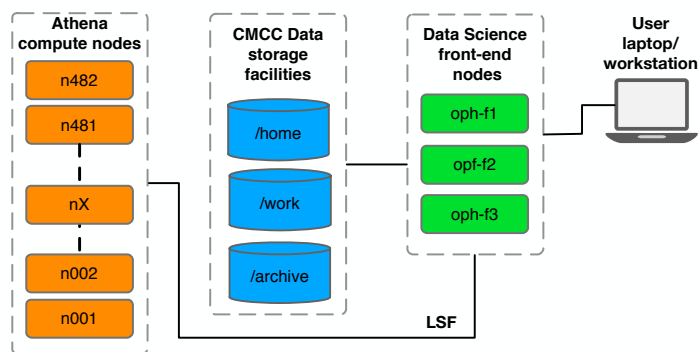 Athena
compute nodes
n482
n481
nX
n002
n001
CMCC Data
storage
facilities
/home
/work
/archive
Data Science
front-end
nodes
oph-f1
opf-f2
oph-f3
User
laptop/
workstation
LSF